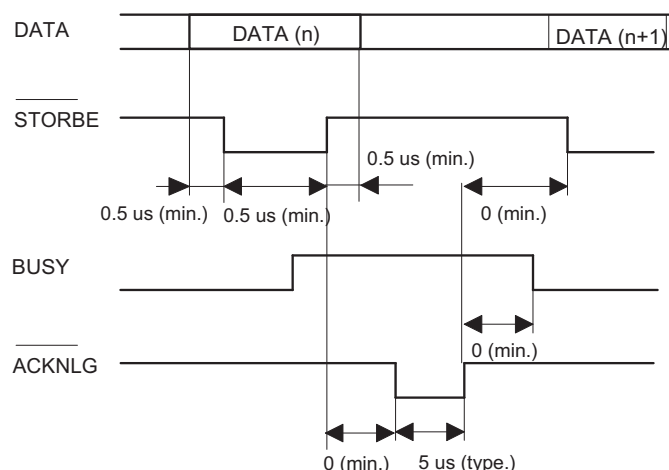 DATA
DATA (n)
DATA (n+1)
STORBE
0.5 us (min.)
0.5 us (min.)
0.5 us (min.)
0 (min.)
BUSY
0 (min.)
ACKNLG
0 (min.)
5 us (type.)